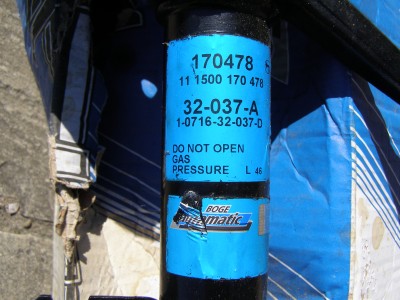 170478
11 1500 170 478
32-037-A
1-0716-32-037-D
DO NOT OPEN
GAS
PRESSURE L 46
BOGE